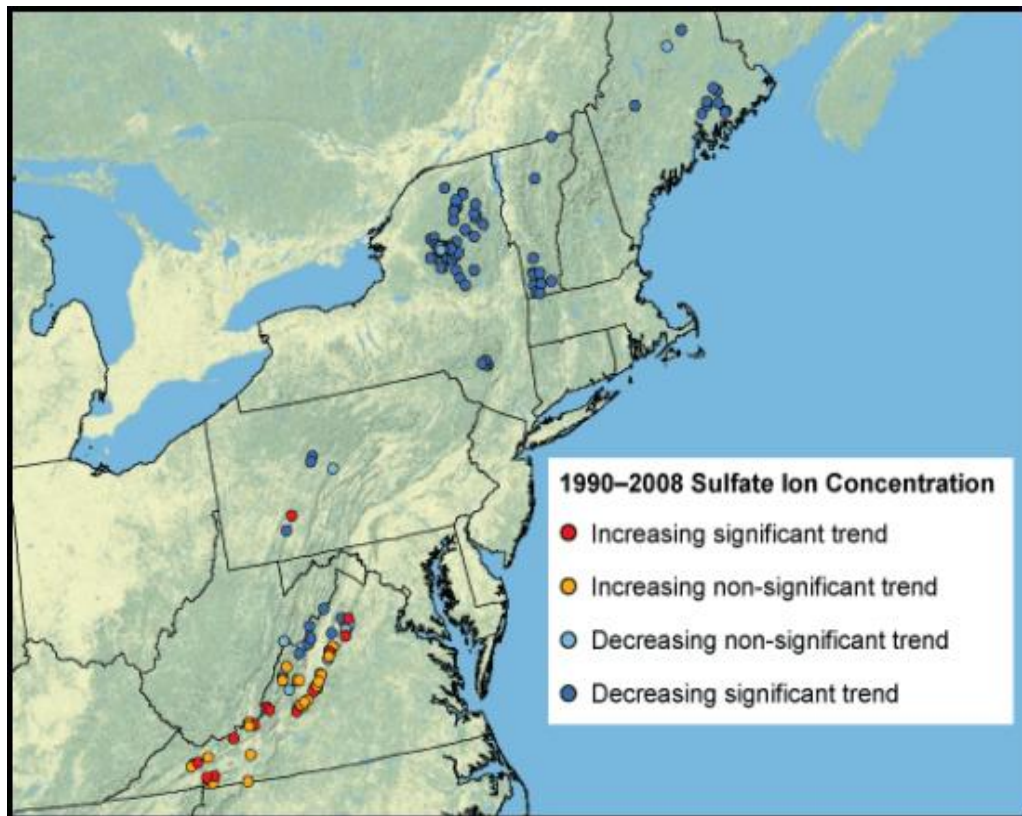 1990–2008 Sulfate Ion Concentration
Increasing significant trend
Increasing non-significant trend
Decreasing non-significant trend
Decreasing significant trend